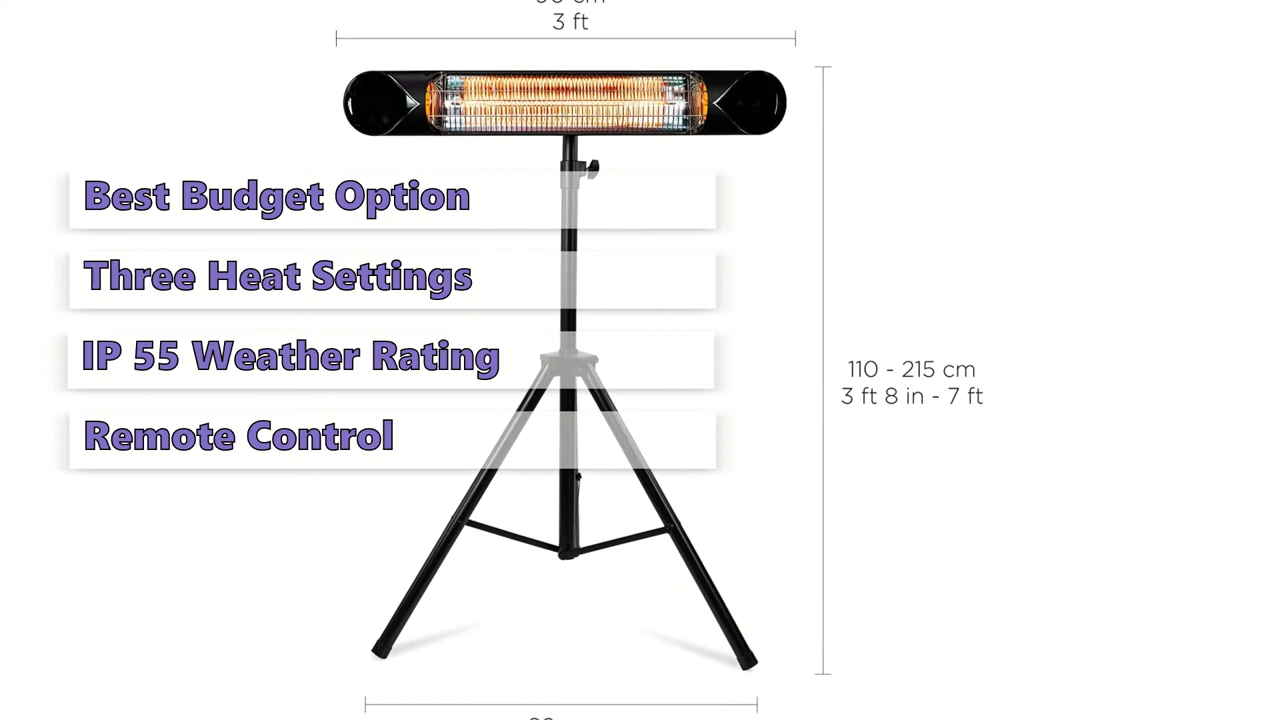 3 ft
Best Budget Option
Three Heat Settings
IP 55 Weather Rating
Remote Control
110 - 215 cm
3 ft 8 in - 7 ft